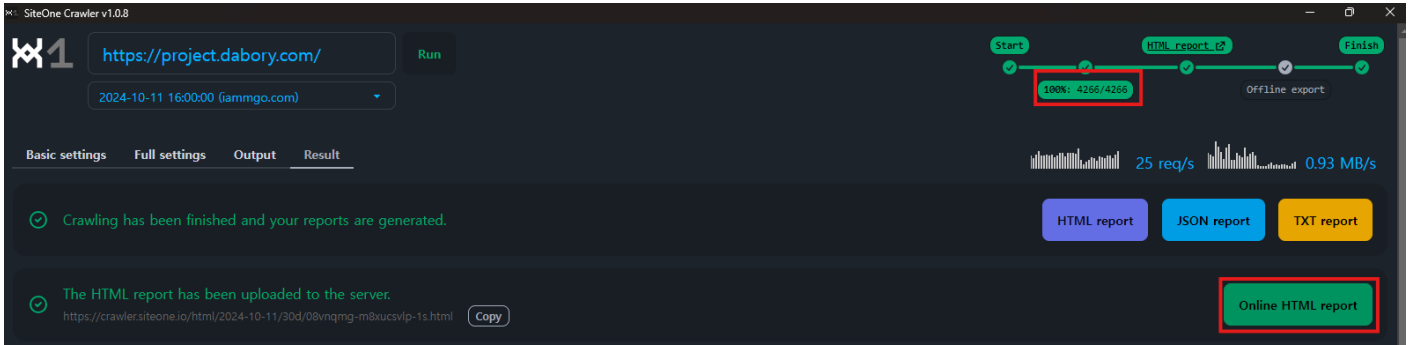 SiteOne Crawler v1.0.8
1
https://project.dabory.com/
Run
Start
HTML report
Finish
100%: 4266/4266
Offline export
2024-10-11 16:00:00 (iammgo.com)
Basic settings Full settings Output Result
25 req/s 0.93 MB/s
Crawling has been finished and your reports are generated.
HTML report JSON report TXT report
The HTML report has been uploaded to the server.
https://crawler.siteone.io/html/2024-10-11/30d/08vnqmg-m8xucsvlp-1s.html Copy
Online HTML report